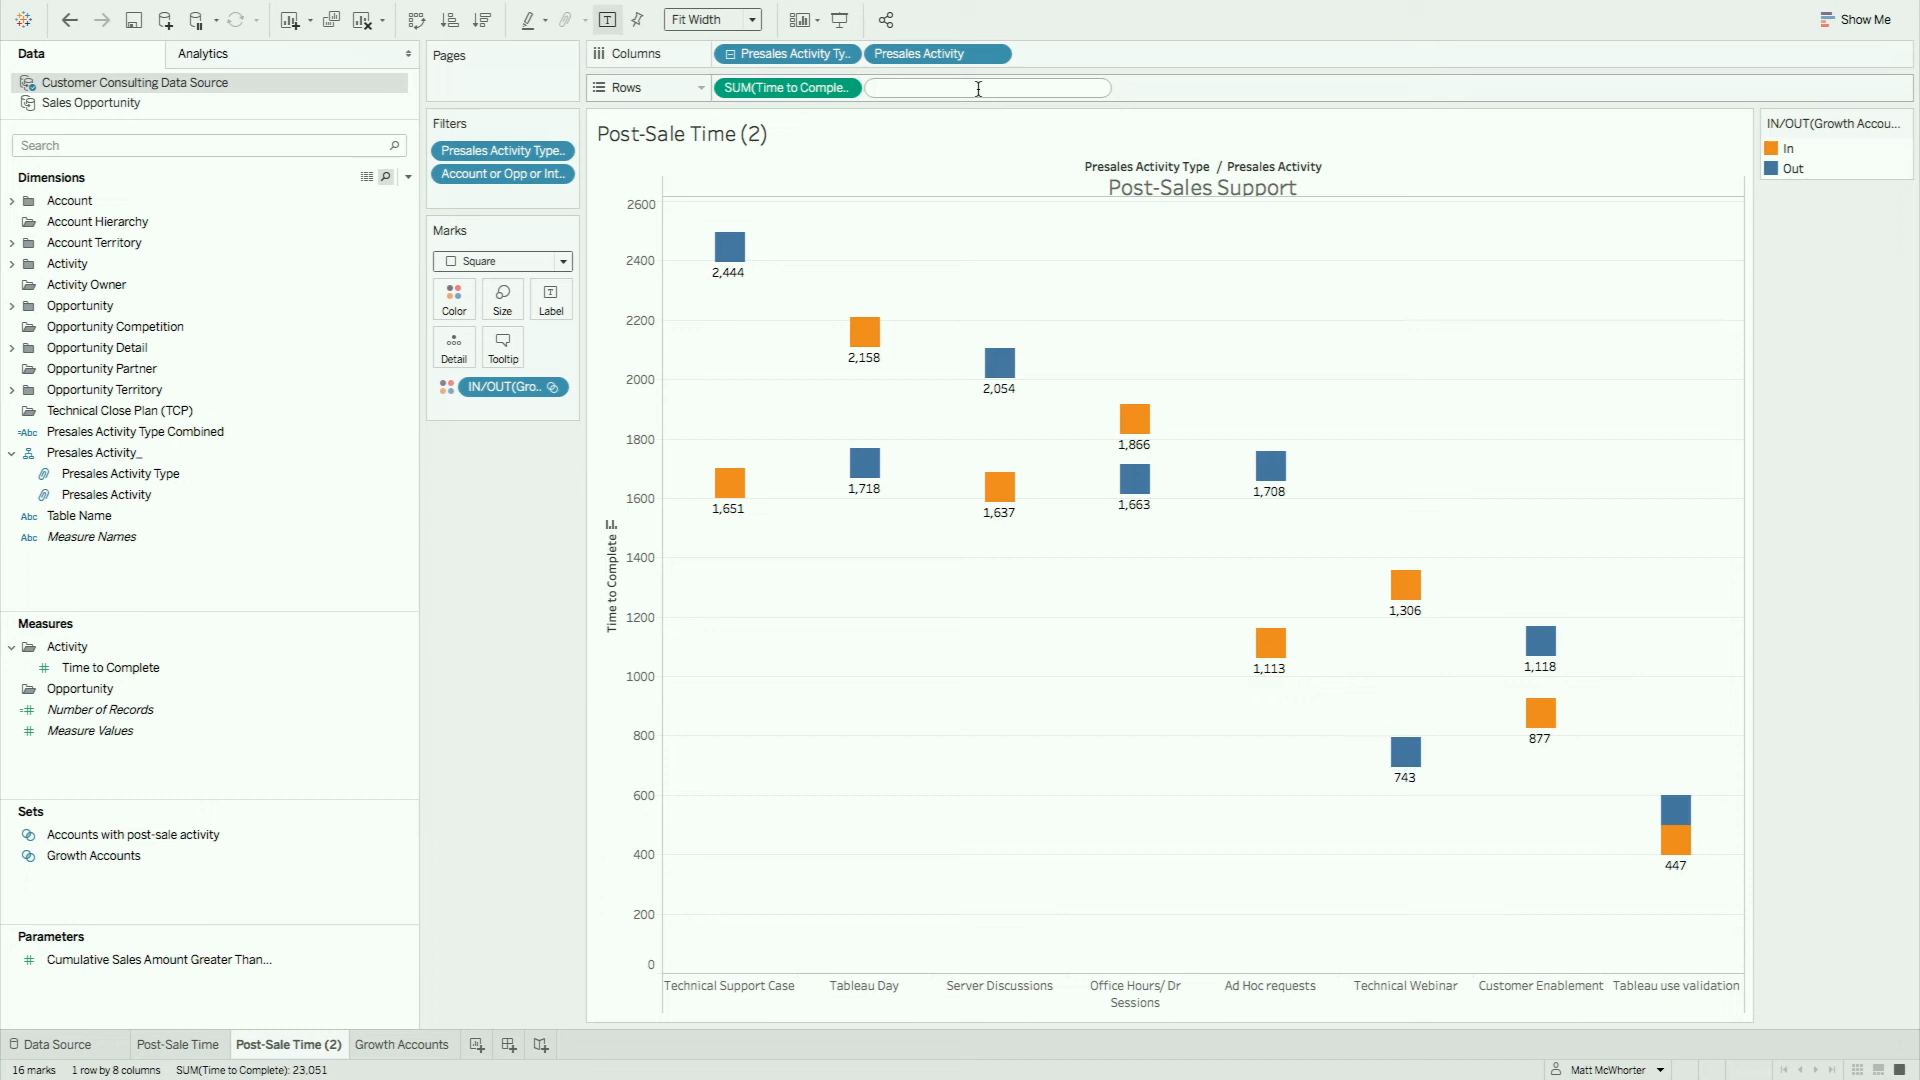 Fit Width
Show Me
Data
Analytics
Customer Consulting Data Source
Sales Opportunity
Search
Dimensions
Account
Account Hierarchy
Account Territory
Activity
Activity Owner
Opportunity
Opportunity Competition
Opportunity Detail
Opportunity Partner
Opportunity Territory
Technical Close Plan (TCP)
=Abc Presales Activity Type Combined
Presales Activity_
Presales Activity Type
Presales Activity
Abc Table Name
Abc Measure Names
Measures
Activity
# Time to Complete
Opportunity
=# Number of Records
# Measure Values
Sets
Accounts with post-sale activity
Growth Accounts
Parameters
# Cumulative Sales Amount Greater Than...
Pages
Filters
Presales Activity Type..
Account or Opp or Int..
Marks
Square
Color
Size
Label
Detail
Tooltip
IN/OUT(Gro..
Columns
Presales Activity Ty..
Presales Activity
Rows
SUM(Time to Comple..
Post-Sale Time (2)
Presales Activity Type / Presales Activity
Post-Sales Support
2600
2400
2200
2000
1800
1600
1400
1200
1000
800
600
400
200
0
Time to Complete
2,444
2,158
2,054
1,866
1,718
1,663
1,708
1,651
1,637
1,306
1,113
1,118
877
743
447
Technical Support Case
Tableau Day
Server Discussions
Office Hours/ Dr
Sessions
Ad Hoc requests
Technical Webinar
Customer Enablement
Tableau use validation
IN/OUT(Growth Accou...
In
Out
Data Source
Post-Sale Time
Post-Sale Time (2)
Growth Accounts
16 marks
1 row by 8 columns
SUM(Time to Complete): 23,051
Matt McWhorter